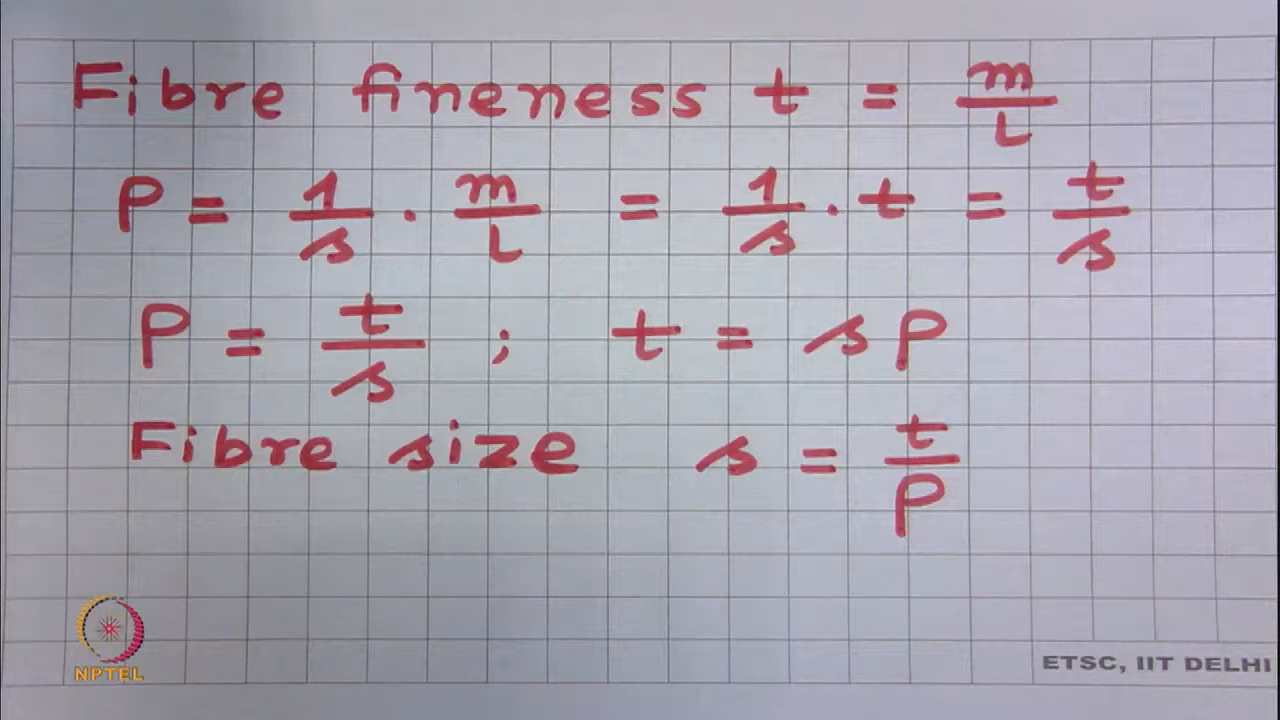 Fibre fineness t = m/L
P = 1/s . m/L = 1/s . t = t/s
P = t/s ; t = sP
Fibre size s = t/P
NPTEL
ETSC, IIT DELHI